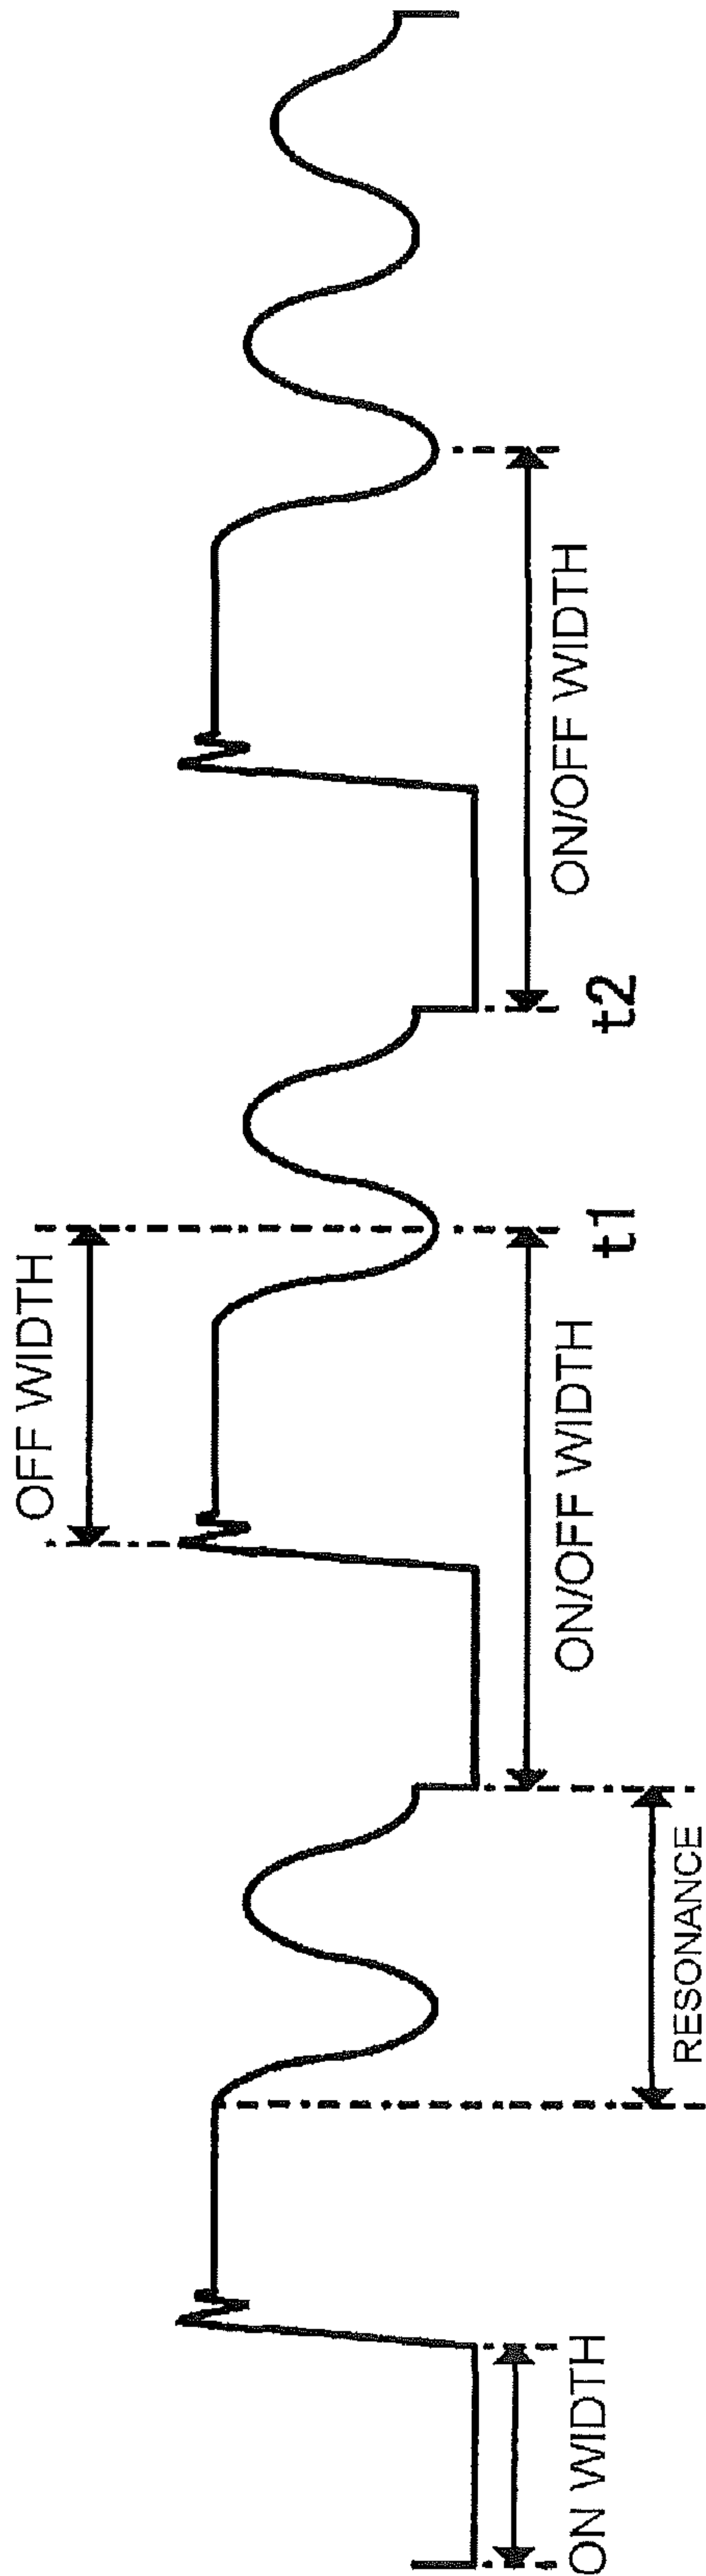 OFF WIDTH
ON WIDTH
RESONANCE
ON/OFF WIDTH
t1
t2
ON/OFF WIDTH